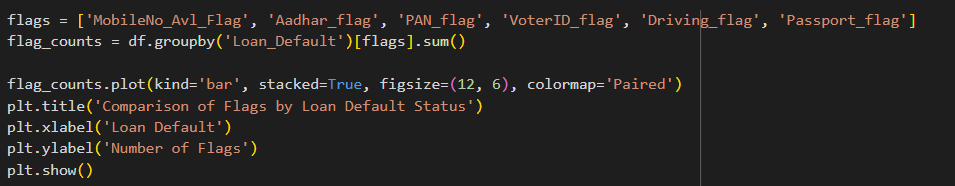 flags = ['MobileNo_Avl_Flag', 'Aadhar_flag', 'PAN_flag', 'VoterID_flag', 'Driving_flag', 'Passport_flag']
flag_counts = df.groupby('Loan_Default')[flags].sum()
flag_counts.plot(kind='bar', stacked=True, figsize=(12, 6), colormap='Paired')
plt.title('Comparison of Flags by Loan Default Status')
plt.xlabel('Loan Default')
plt.ylabel('Number of Flags')
plt.show()